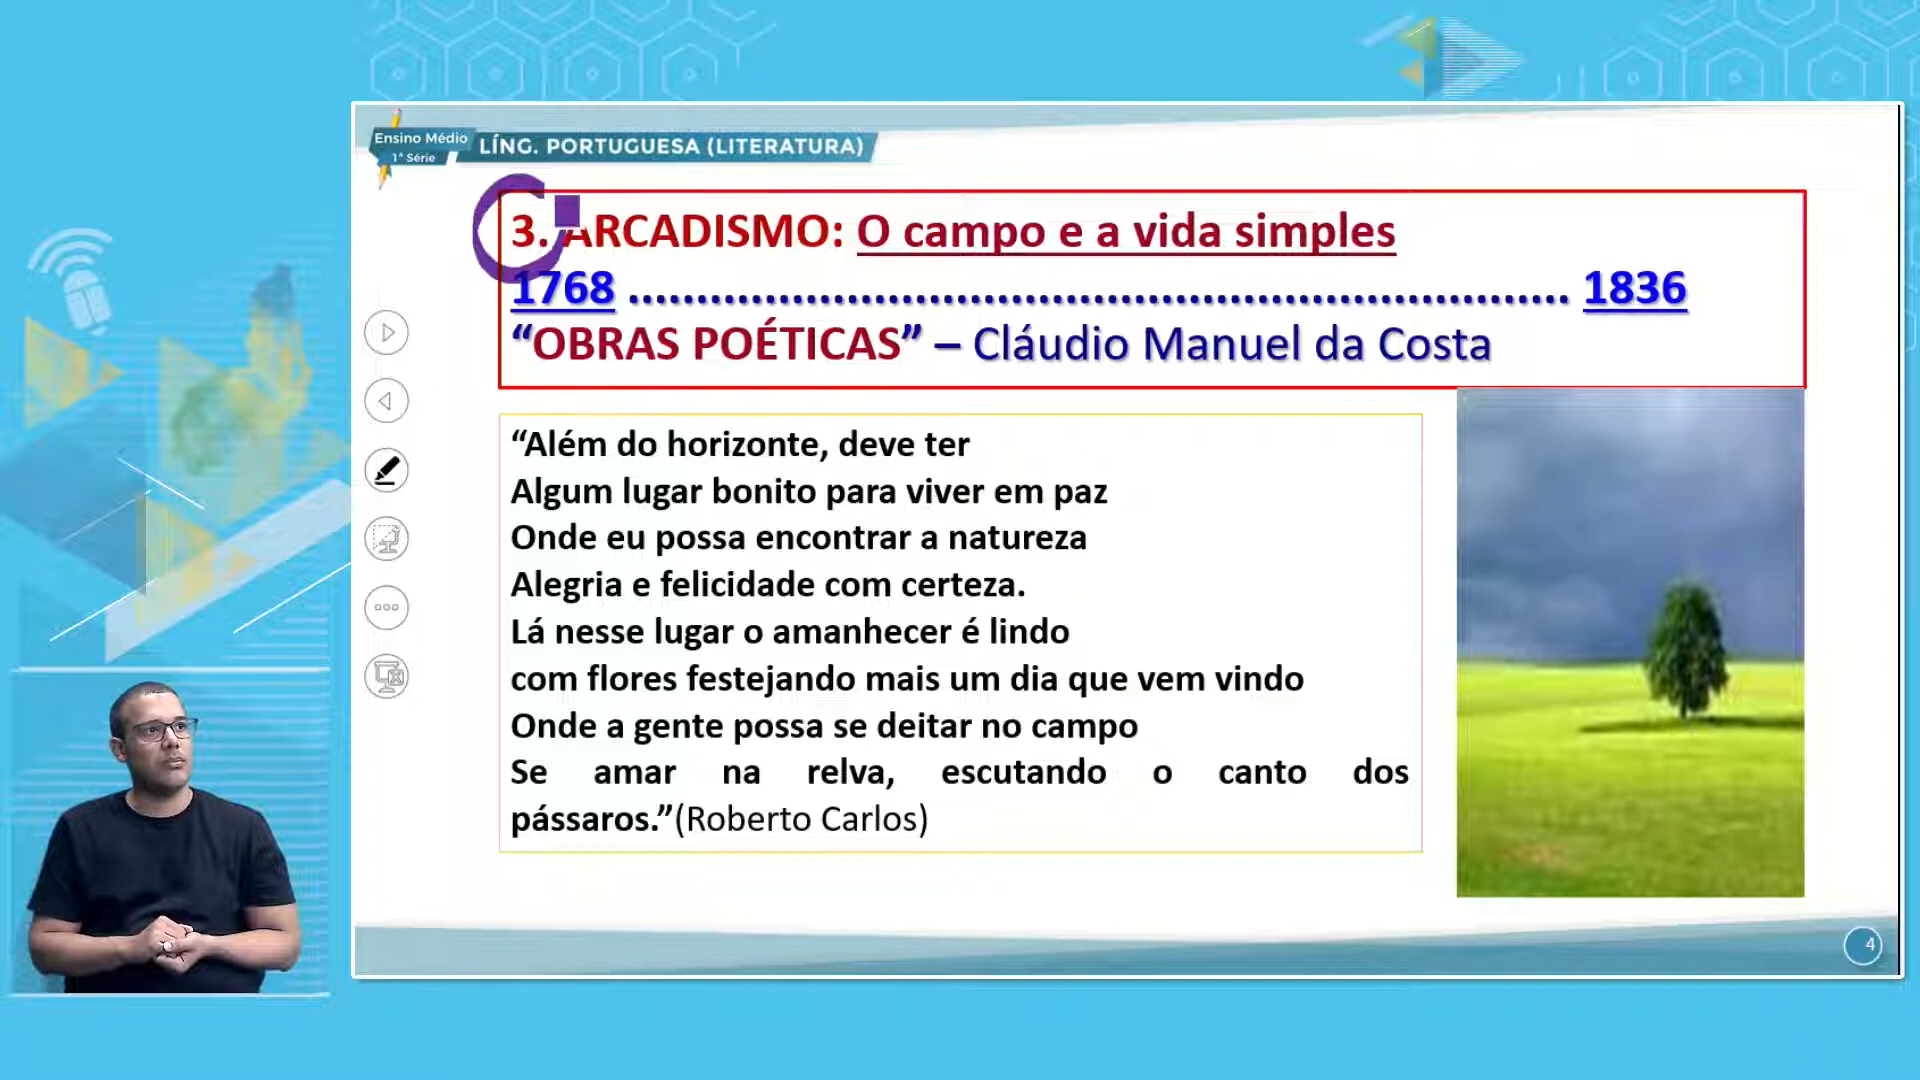 Ensino Médio
1ª Série
LÍNG. PORTUGUESA (LITERATURA)
3. ARCADISMO: O campo e a vida simples
1768 ..................................................................... 1836
“OBRAS POÉTICAS” – Cláudio Manuel da Costa
“Além do horizonte, deve ter
Algum lugar bonito para viver em paz
Onde eu possa encontrar a natureza
Alegria e felicidade com certeza.
Lá nesse lugar o amanhecer é lindo
com flores festejando mais um dia que vem vindo
Onde a gente possa se deitar no campo
Se amar na relva, escutando o canto dos
pássaros.”(Roberto Carlos)
4